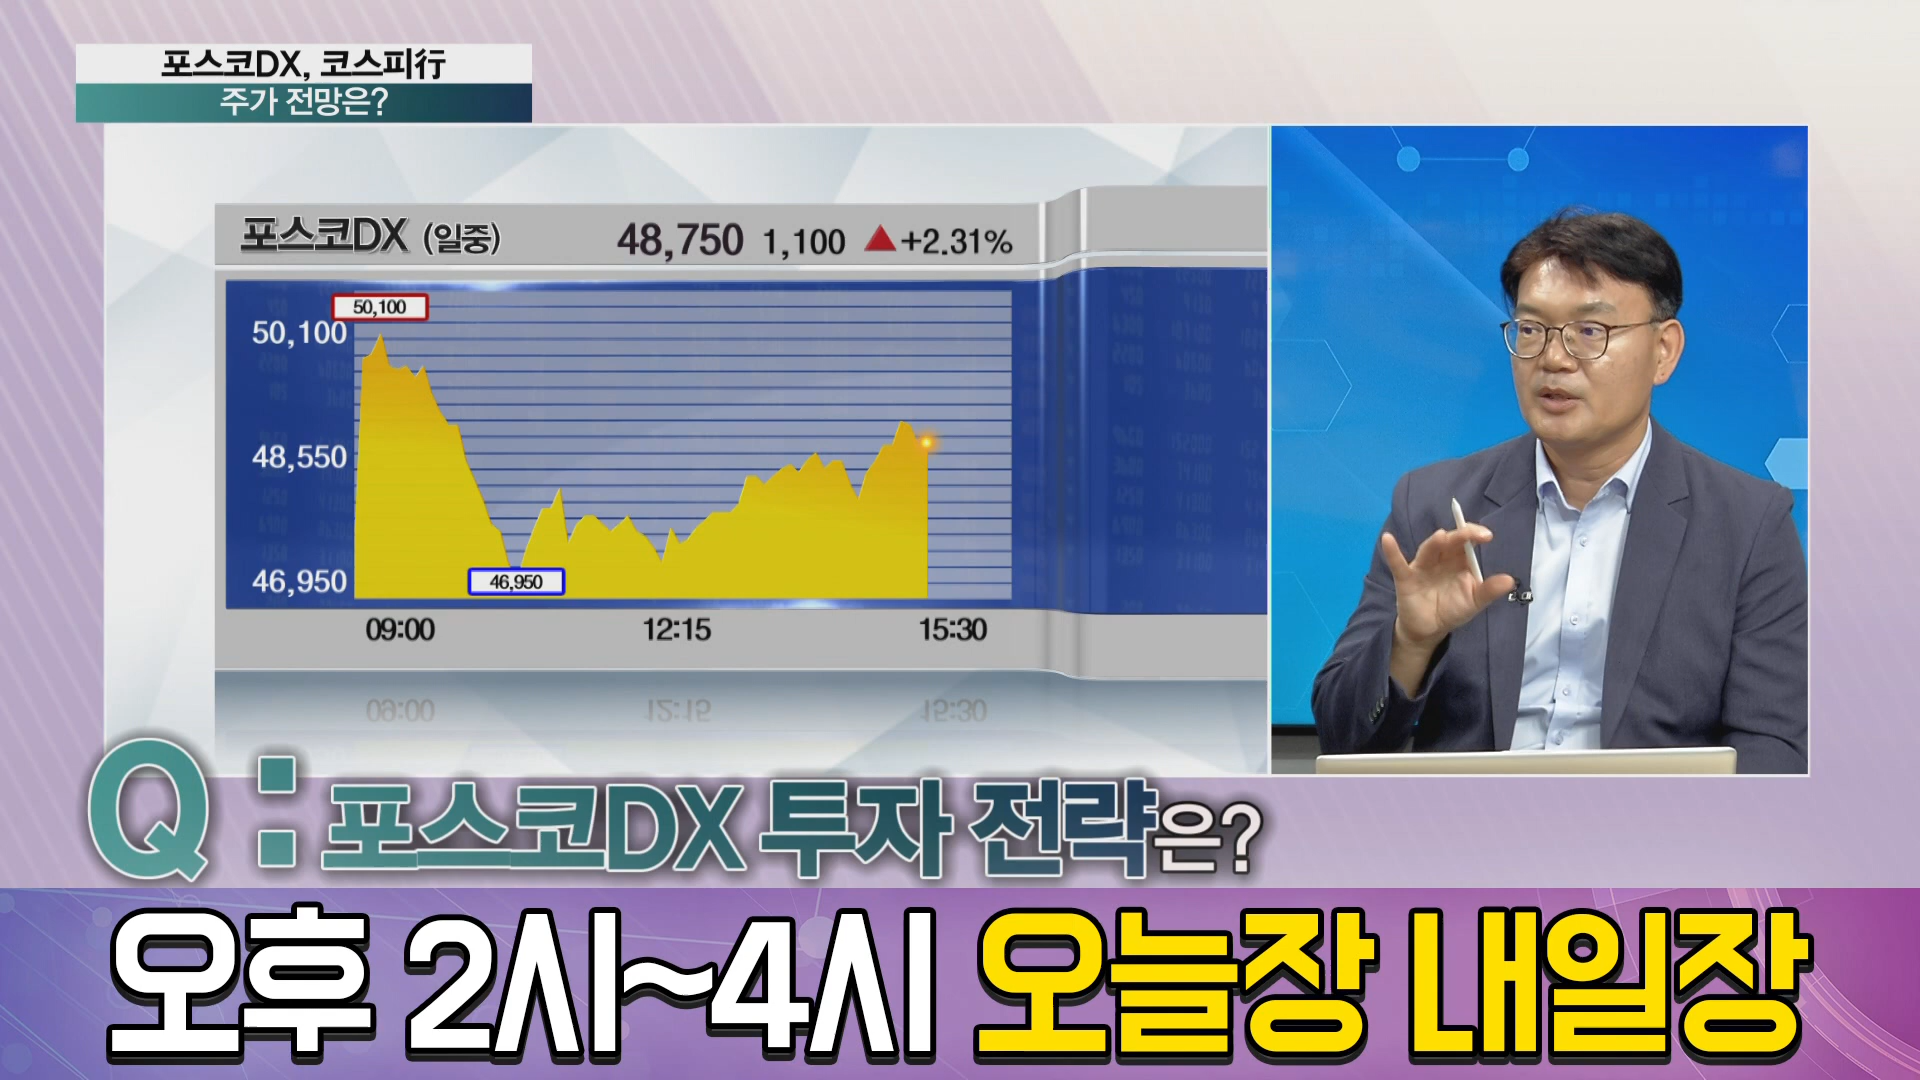 포스코DX, 코스피行
주가 전망은?
포스코DX (일중) 48,750 1,100 ▲+2.31%
50,100
50,100
48,550
46,950
46,950
09:00 12:15 15:30
Q : 포스코DX 투자 전략은?
오후 2시~4시 오늘장 내일장